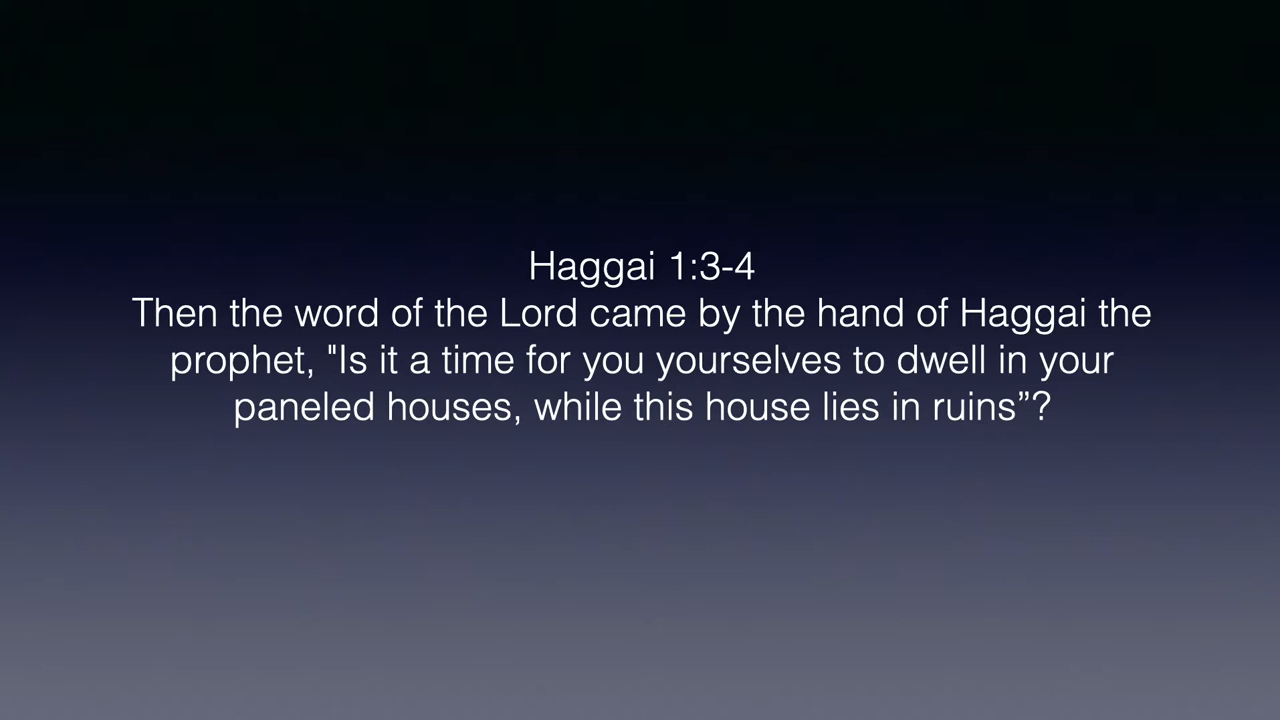 Haggai 1:3-4
Then the word of the Lord came by the hand of Haggai the
prophet, "Is it a time for you yourselves to dwell in your
paneled houses, while this house lies in ruins”?